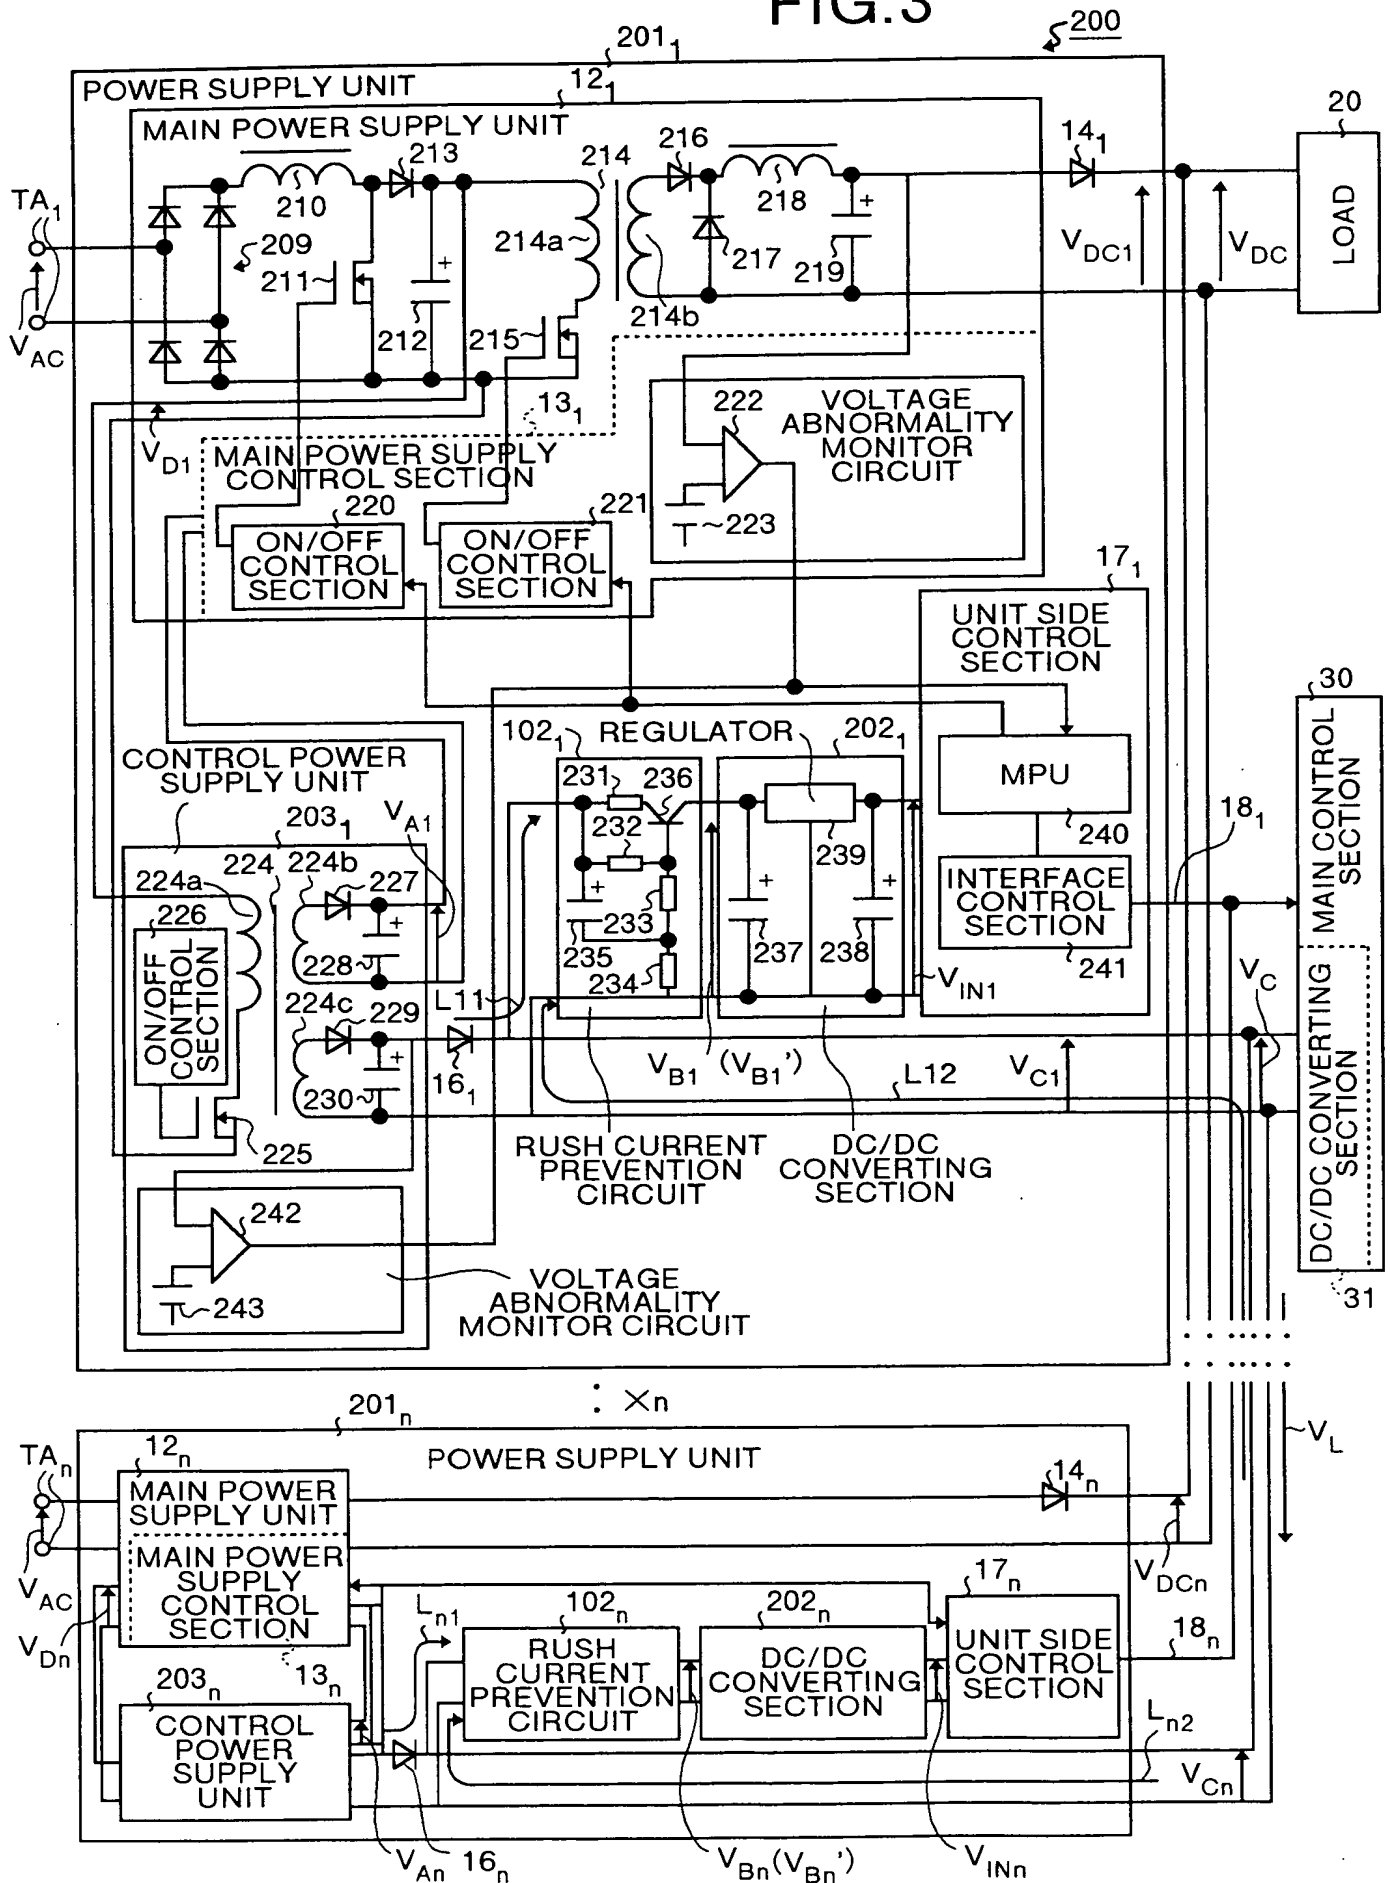 FIG.3
200
201₁
POWER SUPPLY UNIT
12₁
MAIN POWER SUPPLY UNIT
213
214
216
14₁
20
TA₁
210
218
LOAD
209
214a
217
219
V_DC1
V_DC
211
212
215
214b
V_AC
13₁
222
VOLTAGE
ABNORMALITY
MONITOR
CIRCUIT
V_D1
MAIN POWER SUPPLY
CONTROL SECTION
223
220
221
ON/OFF
CONTROL
SECTION
ON/OFF
CONTROL
SECTION
17₁
UNIT SIDE
CONTROL
SECTION
30
MAIN CONTROL
SECTION
CONTROL POWER
SUPPLY UNIT
102₁
REGULATOR
202₁
MPU
240
231
236
232
239
233
235
234
237
238
203₁
V_A1
18₁
INTERFACE
CONTROL
SECTION
241
224
224b
227
224a
226
ON/OFF
CONTROL
SECTION
228
L11
V_IN1
V_C
224c
229
DC/DC CONVERTING
SECTION
31
16₁
V_B1 (V_B1')
V_C1
L12
230
225
RUSH CURRENT
PREVENTION
CIRCUIT
DC/DC
CONVERTING
SECTION
242
243
VOLTAGE
ABNORMALITY
MONITOR CIRCUIT
×n
V_L
201ₙ
POWER SUPPLY UNIT
TAₙ
12ₙ
MAIN POWER
SUPPLY UNIT
14ₙ
MAIN POWER
SUPPLY
CONTROL
SECTION
V_AC
V_Dn
13ₙ
V_DCn
Lₙ₁
102ₙ
RUSH
CURRENT
PREVENTION
CIRCUIT
202ₙ
DC/DC
CONVERTING
SECTION
17ₙ
UNIT SIDE
CONTROL
SECTION
18ₙ
203ₙ
CONTROL
POWER
SUPPLY
UNIT
Lₙ₂
V_Cn
V_An
16ₙ
V_Bn(V_Bn')
V_INn